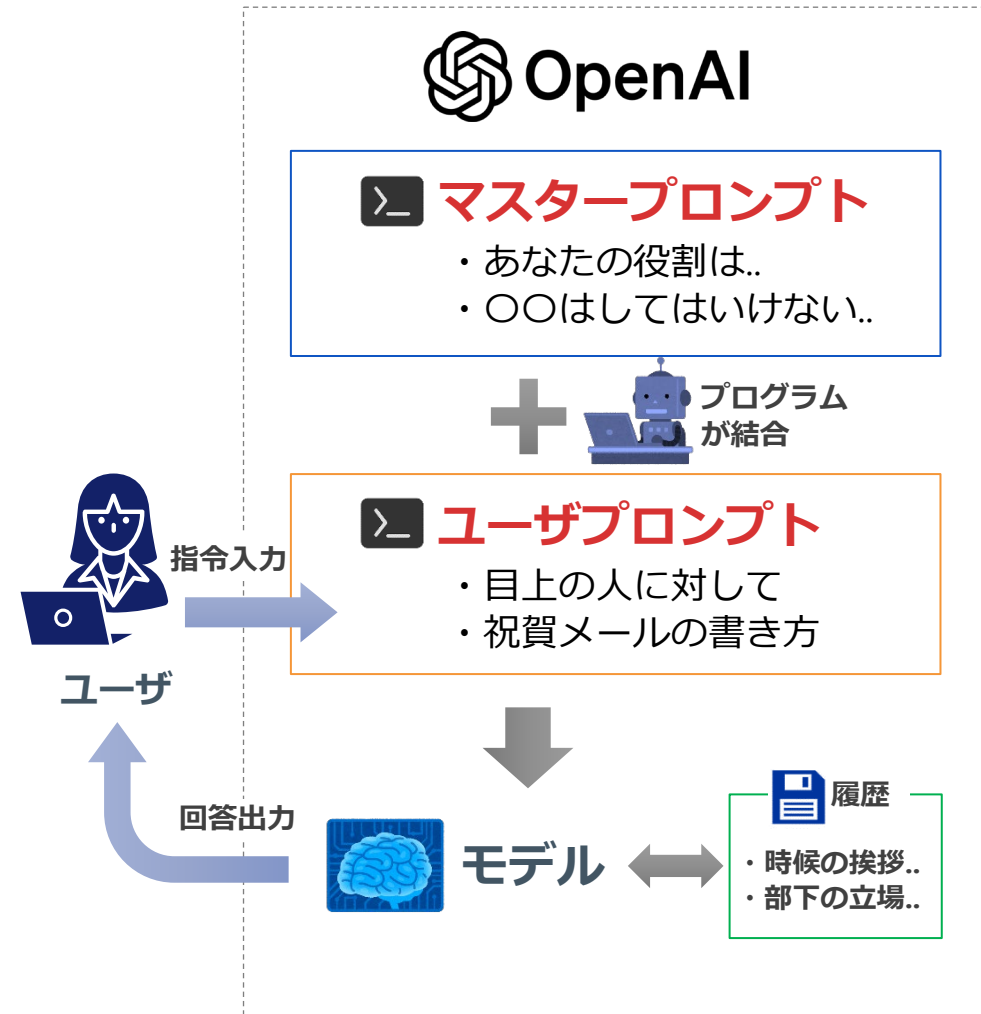 OpenAI
>_ マスタープロンプト
・あなたの役割は..
・〇〇はしてはいけない..
プログラム
が結合
>_ ユーザプロンプト
・目上の人に対して
・祝賀メールの書き方
指令入力
ユーザ
回答出力
モデル
履歴
・時候の挨拶..
・部下の立場..